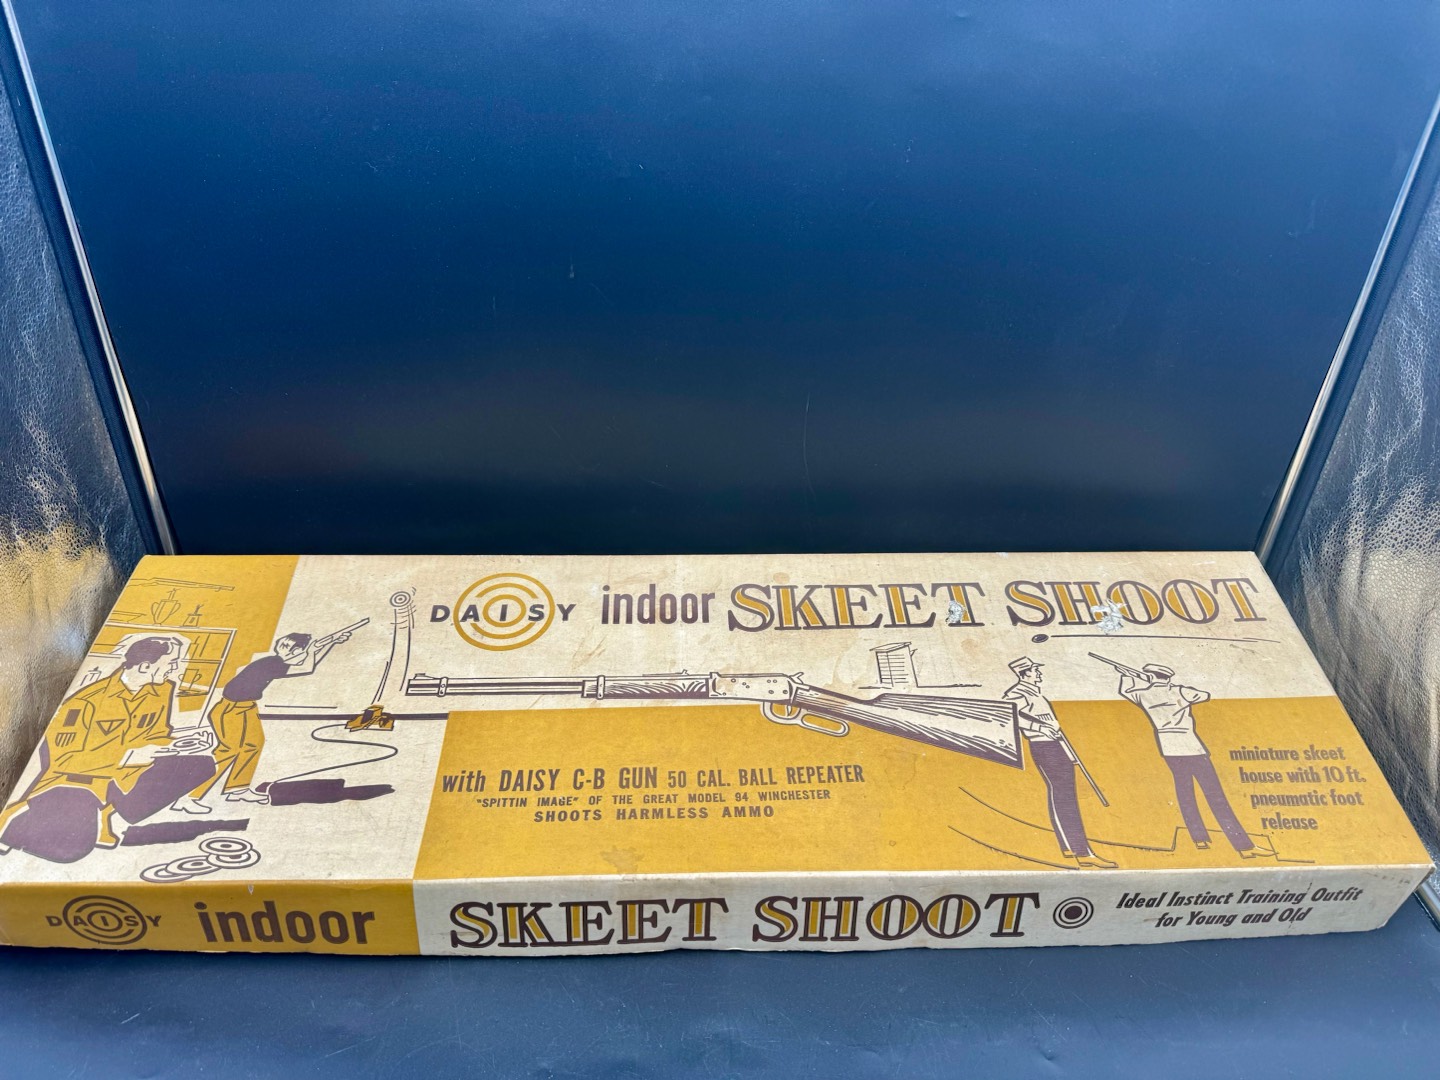 DAISY indoor SKEET SHOOT
with DAISY C-B GUN 50 CAL. BALL REPEATER
"SPITTIN IMAGE" OF THE GREAT MODEL 94 WINCHESTER
SHOOTS HARMLESS AMMO
miniature skeet
house with 10 ft.
pneumatic foot
release
DAISY indoor SKEET SHOOT
Ideal Instinct Training Outfit
for Young and Old